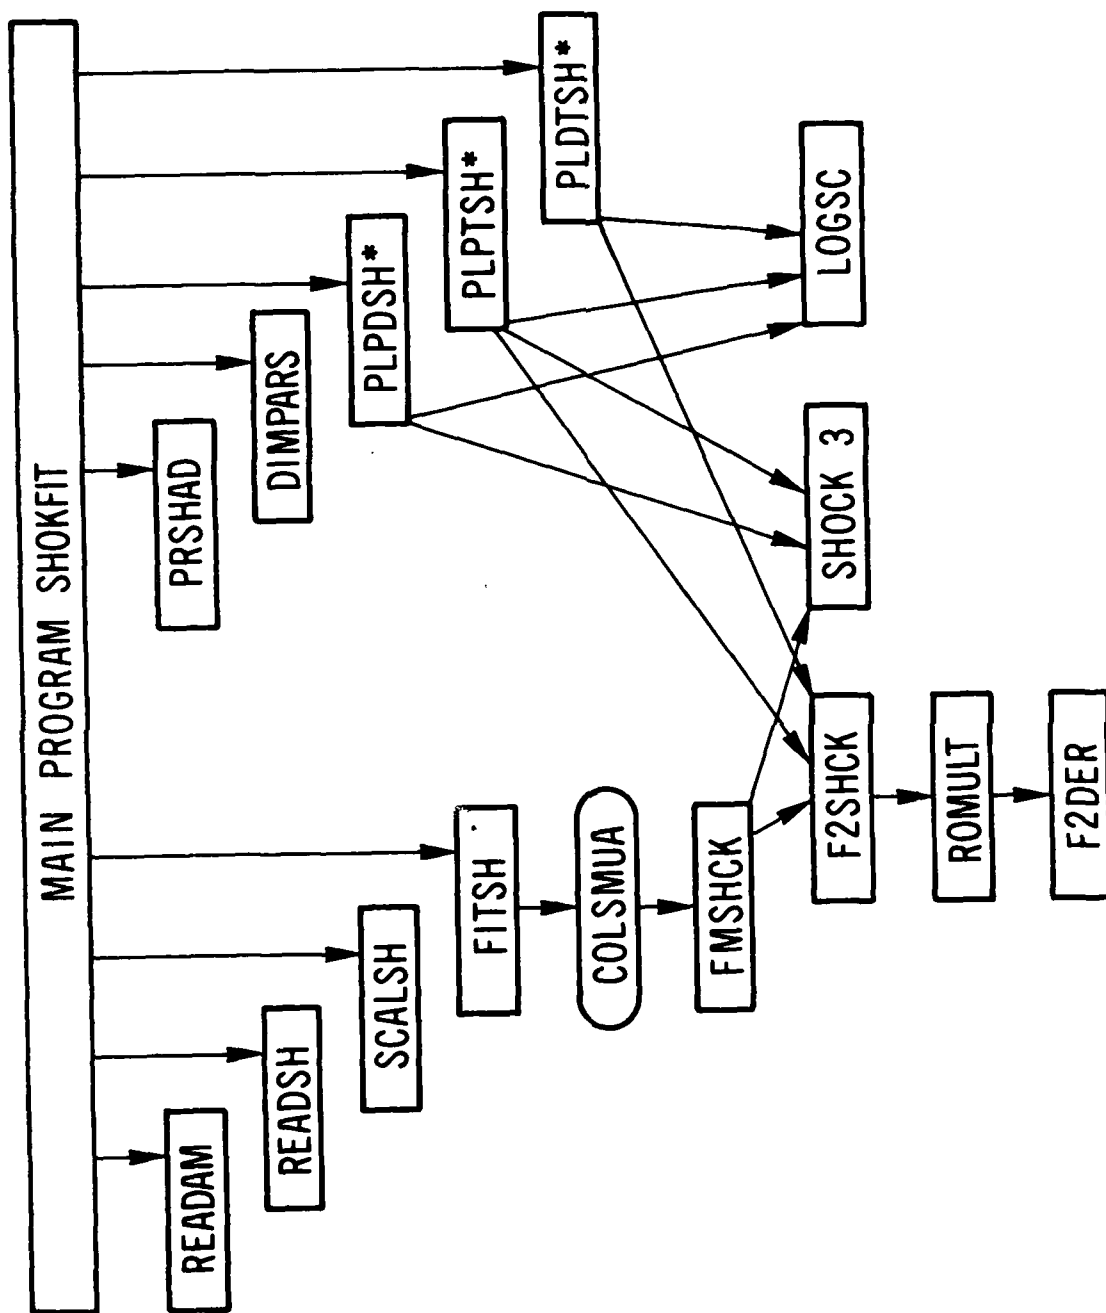 MAIN PROGRAM SHOKFIT
READAM
READSH
SCALSH
FITSH
COLSMUA
FMSHCK
F2SHCK
ROMULT
F2DER
PRSHAD
DIMPARS
PLPDSH*
PLPTSH*
PLDTSH*
SHOCK 3
LOGSC